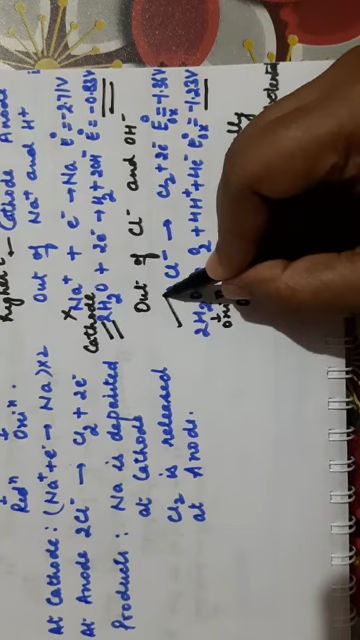 Redⁿ Oxiⁿ.
At Cathode: (Na⁺ + e⁻ → Na) × 2
At Anode 2Cl⁻ → Cl₂ + 2e⁻
Products: Na is deposited
at Cathode
Cl₂ is released
at Anode.
Higher
Cathode Anode
Out of Na⁺ and H⁺
Na⁺ + e⁻ → Na E° = -2.71V
Cathode
2H₂O + 2e⁻ → H₂ + 2OH⁻ E° = -0.83V
Out of Cl⁻ and OH⁻
Cl⁻ → Cl₂ + 2e⁻ E°ox = -1.36V
2H₂O O₂ + 4H⁺ + 4e⁻ E°ox = -1.23V